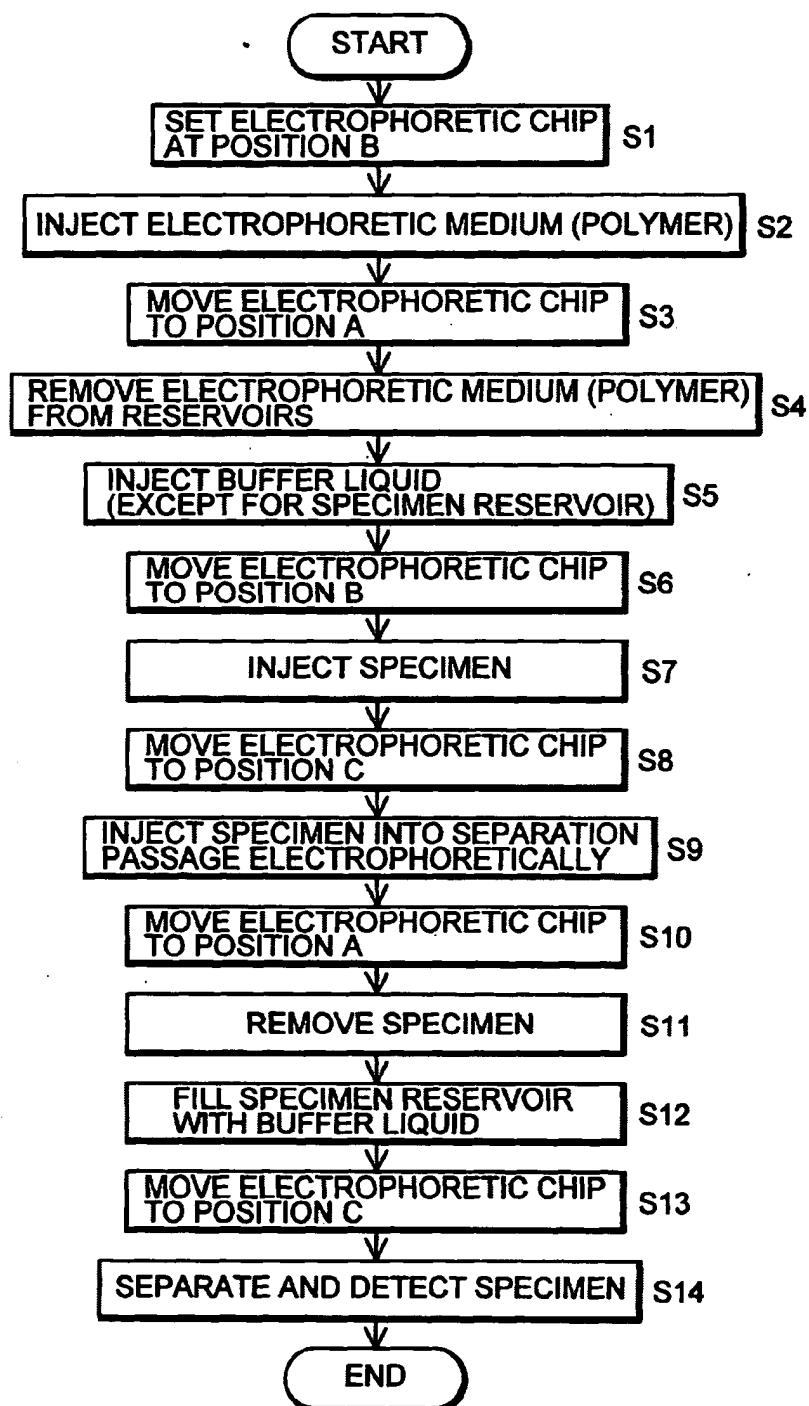 START
SET ELECTROPHORETIC CHIP
AT POSITION B
S1
INJECT ELECTROPHORETIC MEDIUM (POLYMER)
S2
MOVE ELECTROPHORETIC CHIP
TO POSITION A
S3
REMOVE ELECTROPHORETIC MEDIUM (POLYMER)
FROM RESERVOIRS
S4
INJECT BUFFER LIQUID
(EXCEPT FOR SPECIMEN RESERVOIR)
S5
MOVE ELECTROPHORETIC CHIP
TO POSITION B
S6
INJECT SPECIMEN
S7
MOVE ELECTROPHORETIC CHIP
TO POSITION C
S8
INJECT SPECIMEN INTO SEPARATION
PASSAGE ELECTROPHORETICALLY
S9
MOVE ELECTROPHORETIC CHIP
TO POSITION A
S10
REMOVE SPECIMEN
S11
FILL SPECIMEN RESERVOIR
WITH BUFFER LIQUID
S12
MOVE ELECTROPHORETIC CHIP
TO POSITION C
S13
SEPARATE AND DETECT SPECIMEN
S14
END